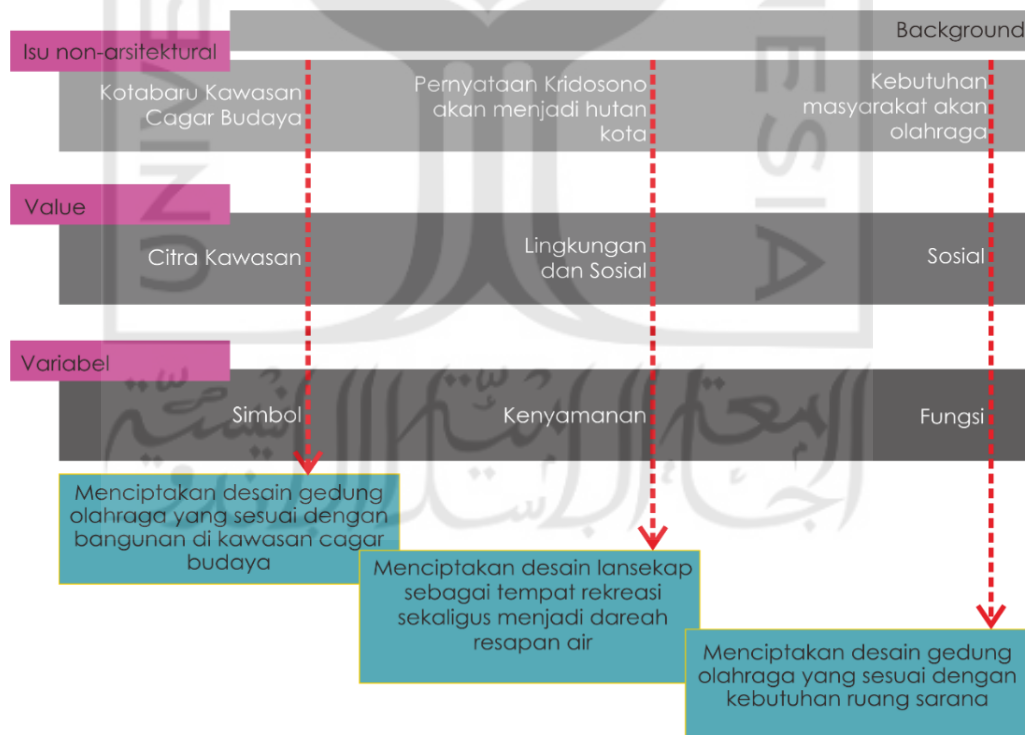 Background
Isu non-arsitektural
Kotabaru Kawasan
Cagar Budaya
Pernyataan Kridosono
akan menjadi hutan
kota
Kebutuhan
masyarakat akan
olahraga
Value
Citra Kawasan
Lingkungan
dan Sosial
Sosial
Variabel
Simbol
Kenyamanan
Fungsi
Menciptakan desain gedung
olahraga yang sesuai dengan
bangunan di kawasan cagar
budaya
Menciptakan desain lansekap
sebagai tempat rekreasi
sekaligus menjadi dareah
resapan air
Menciptakan desain gedung
olahraga yang sesuai dengan
kebutuhan ruang sarana